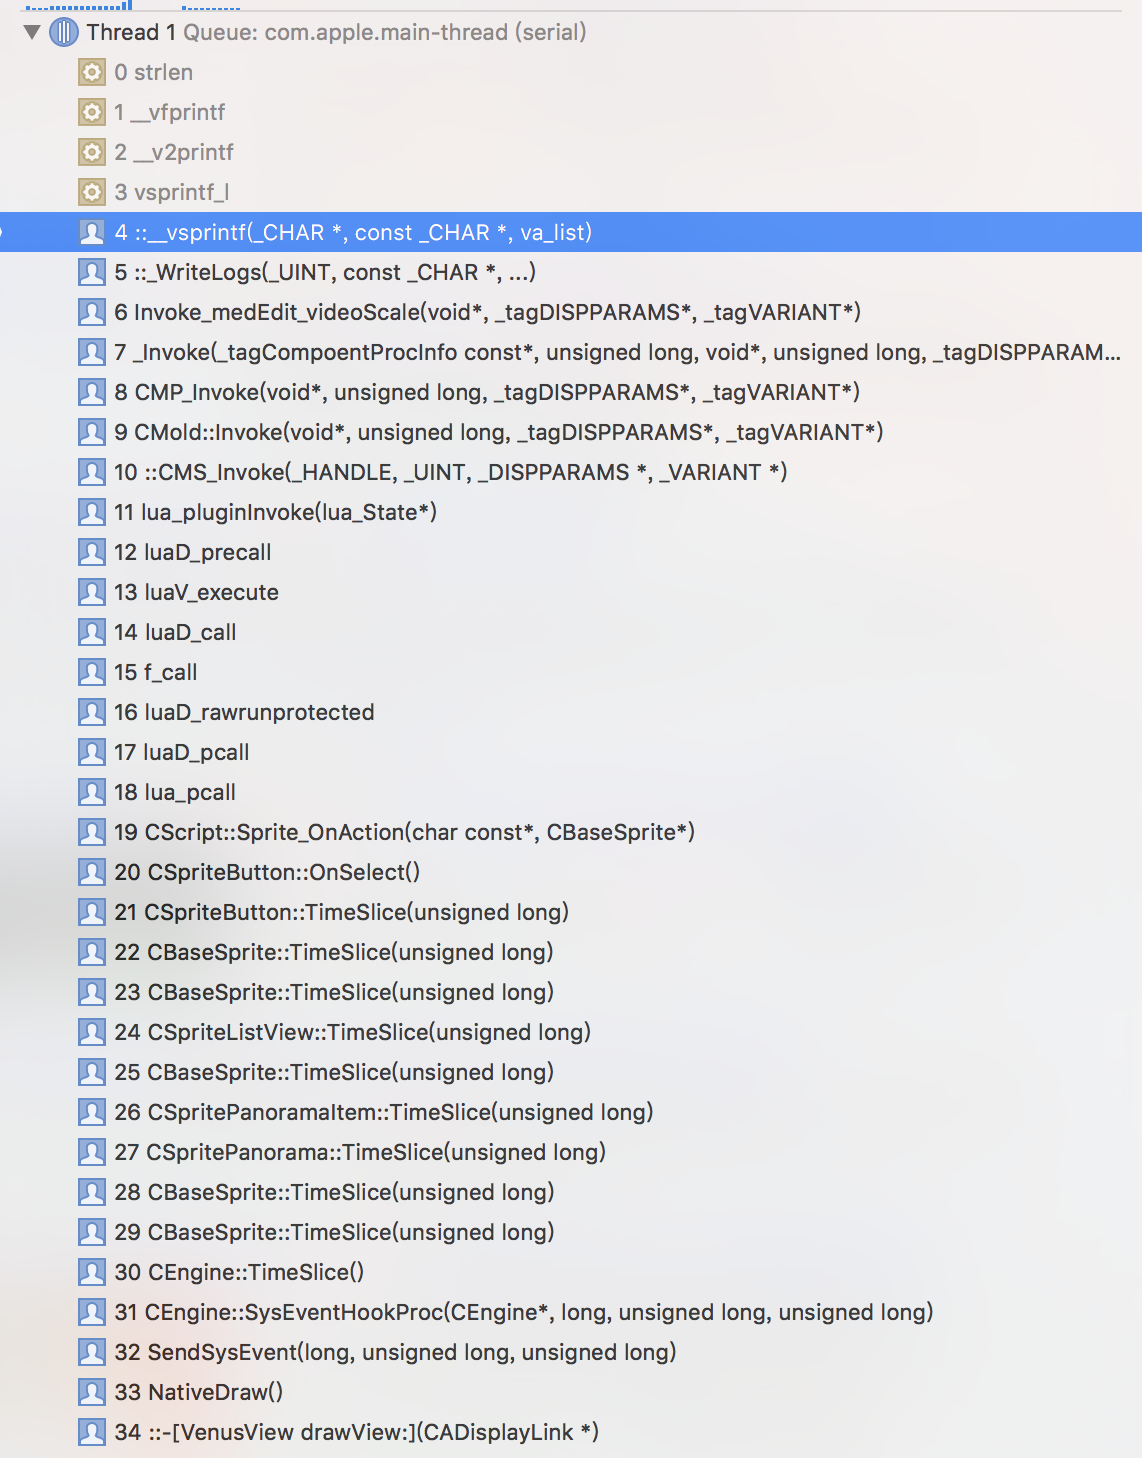 Thread 1 Queue: com.apple.main-thread (serial)
0 strlen
1 __vfprintf
2 __v2printf
3 vsprintf_l
4 ::__vsprintf(_CHAR *, const _CHAR *, va_list)
5 ::_WriteLogs(_UINT, const _CHAR *, ...)
6 Invoke_medEdit_videoScale(void*, _tagDISPPARAMS*, _tagVARIANT*)
7 _Invoke(_tagCompoentProcInfo const*, unsigned long, void*, unsigned long, _tagDISPPARAM...
8 CMP_Invoke(void*, unsigned long, _tagDISPPARAMS*, _tagVARIANT*)
9 CMold::Invoke(void*, unsigned long, _tagDISPPARAMS*, _tagVARIANT*)
10 ::CMS_Invoke(_HANDLE, _UINT, _DISPPARAMS *, _VARIANT *)
11 lua_pluginInvoke(lua_State*)
12 luaD_precall
13 luaV_execute
14 luaD_call
15 f_call
16 luaD_rawrunprotected
17 luaD_pcall
18 lua_pcall
19 CScript::Sprite_OnAction(char const*, CBaseSprite*)
20 CSpriteButton::OnSelect()
21 CSpriteButton::TimeSlice(unsigned long)
22 CBaseSprite::TimeSlice(unsigned long)
23 CBaseSprite::TimeSlice(unsigned long)
24 CSpriteListView::TimeSlice(unsigned long)
25 CBaseSprite::TimeSlice(unsigned long)
26 CSpritePanoramaItem::TimeSlice(unsigned long)
27 CSpritePanorama::TimeSlice(unsigned long)
28 CBaseSprite::TimeSlice(unsigned long)
29 CBaseSprite::TimeSlice(unsigned long)
30 CEngine::TimeSlice()
31 CEngine::SysEventHookProc(CEngine*, long, unsigned long, unsigned long)
32 SendSysEvent(long, unsigned long, unsigned long)
33 NativeDraw()
34 ::-[VenusView drawView:](CADisplayLink *)